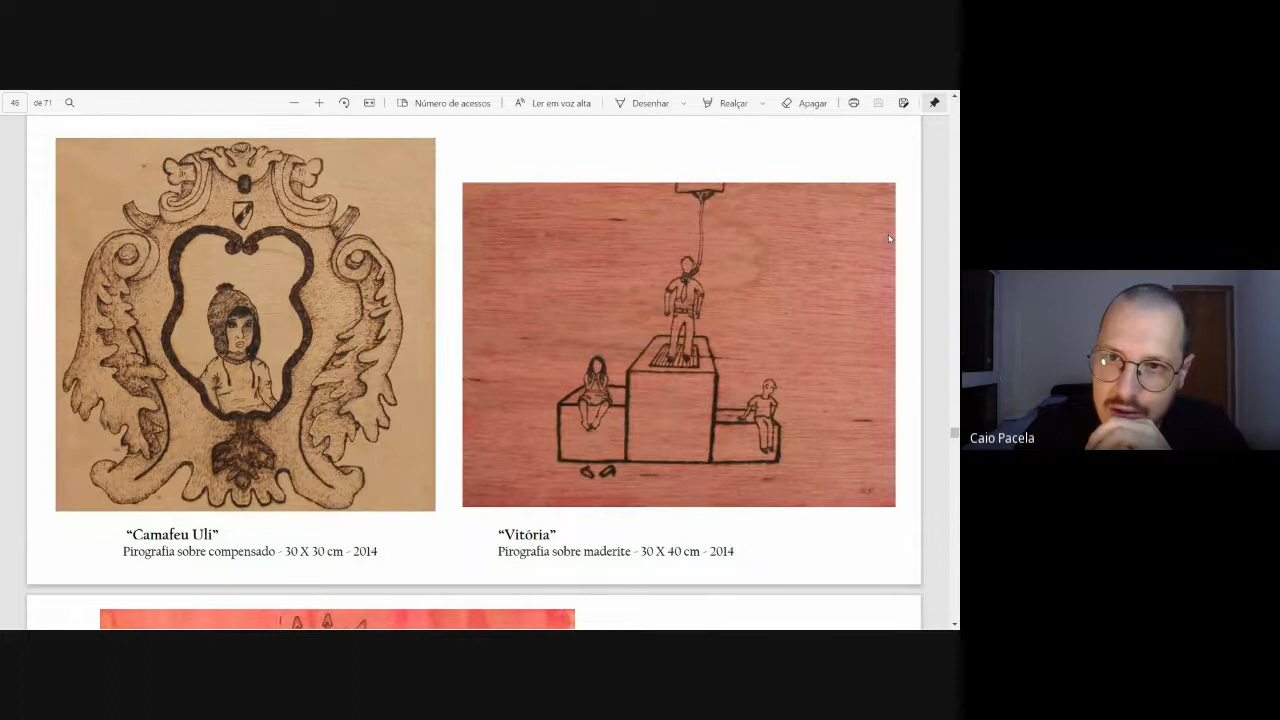 46
de 71
Número de acessos
Ler em voz alta
Desenhar
Realçar
Apagar
“Camafeu Uli”
Pirografia sobre compensado - 30 X 30 cm - 2014
“Vitória”
Pirografia sobre maderite - 30 X 40 cm - 2014
Caio Pacela